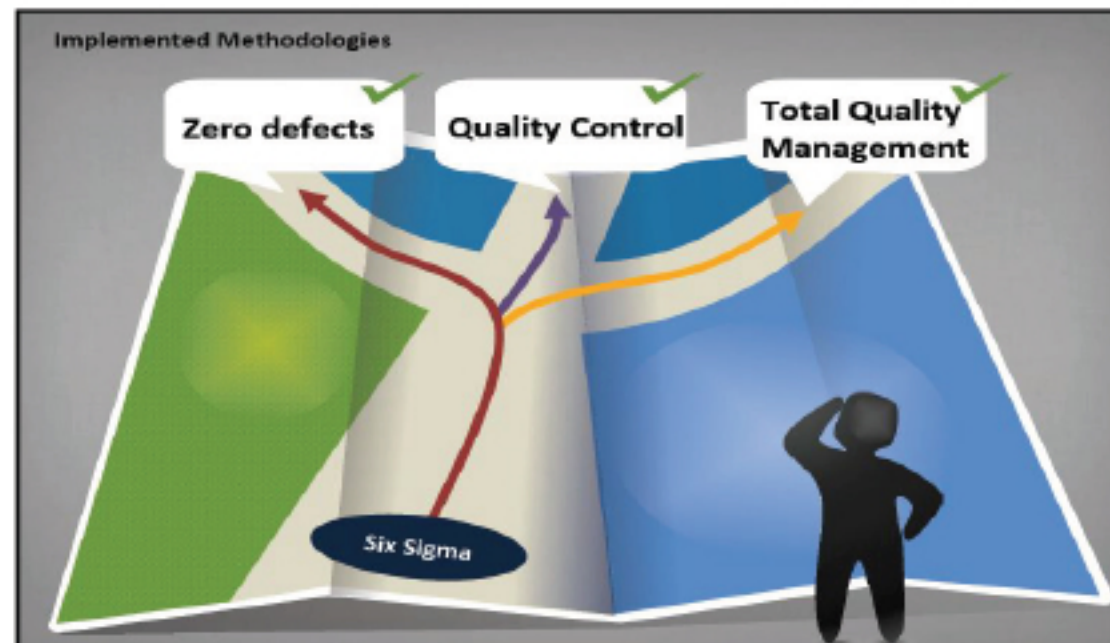 Implemented Methodologies
Zero defects
Quality Control
Total Quality
Management
Six Sigma